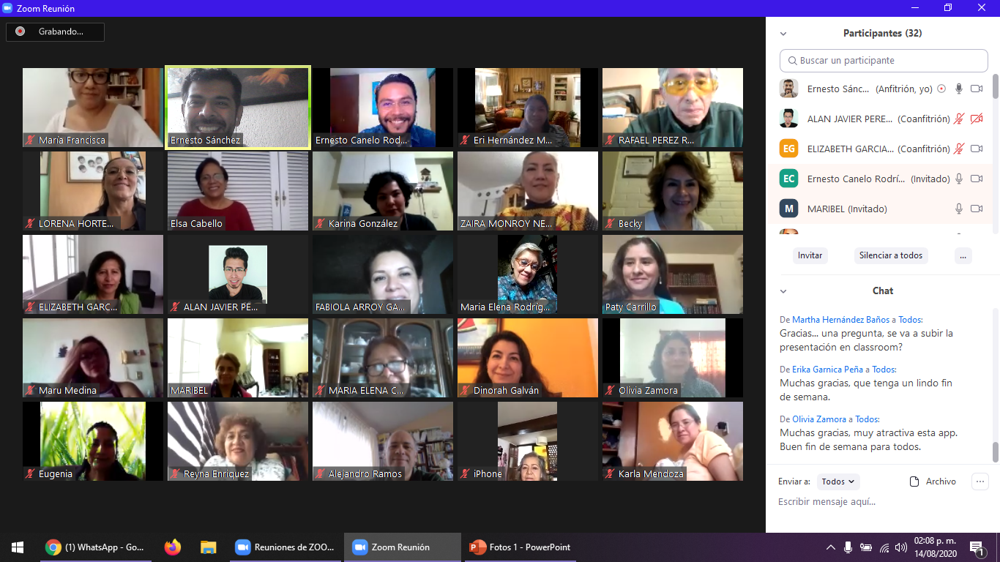 Zoom Reunión
Grabando...
María Francisca
Ernesto Sánchez
Ernesto Canelo Rod...
Eri Hernández M...
RAFAEL PEREZ R...
LORENA HORTE...
Elsa Cabello
Karina González
ZAIRA MONROY NE...
Becky
ELIZABETH GARC...
ALAN JAVIER PE...
FABIOLA ARROY GA...
Maria Elena Rodríg...
Paty Carrillo
Maru Medina
MARIBEL
MARIA ELENA C...
Dinorah Galván
Olivia Zamora
Eugenia
Reyna Enriquez
Alejandro Ramos
iPhone
Karla Mendoza
Participantes (32)
Buscar un participante
Ernesto Sánc... (Anfitrión, yo)
ALAN JAVIER PERE... (Coanfitrión)
EG ELIZABETH GARCIA... (Coanfitrión)
EC Ernesto Canelo Rodrí... (Invitado)
M MARIBEL (Invitado)
Invitar Silenciar a todos ...
Chat
De Martha Hernández Baños a Todos:
Gracias... una pregunta, se va a subir la
presentación en classroom?
De Erika Garnica Peña a Todos:
Muchas gracias, que tenga un lindo fin
de semana.
De Olivia Zamora a Todos:
Muchas gracias, muy atractiva esta app.
Buen fin de semana para todos.
Enviar a: Todos Archivo ...
Escribir mensaje aquí...
(1) WhatsApp - Go...
Reuniones de ZOO...
Zoom Reunión
Fotos 1 - PowerPoint
02:08 p. m.
14/08/2020
1